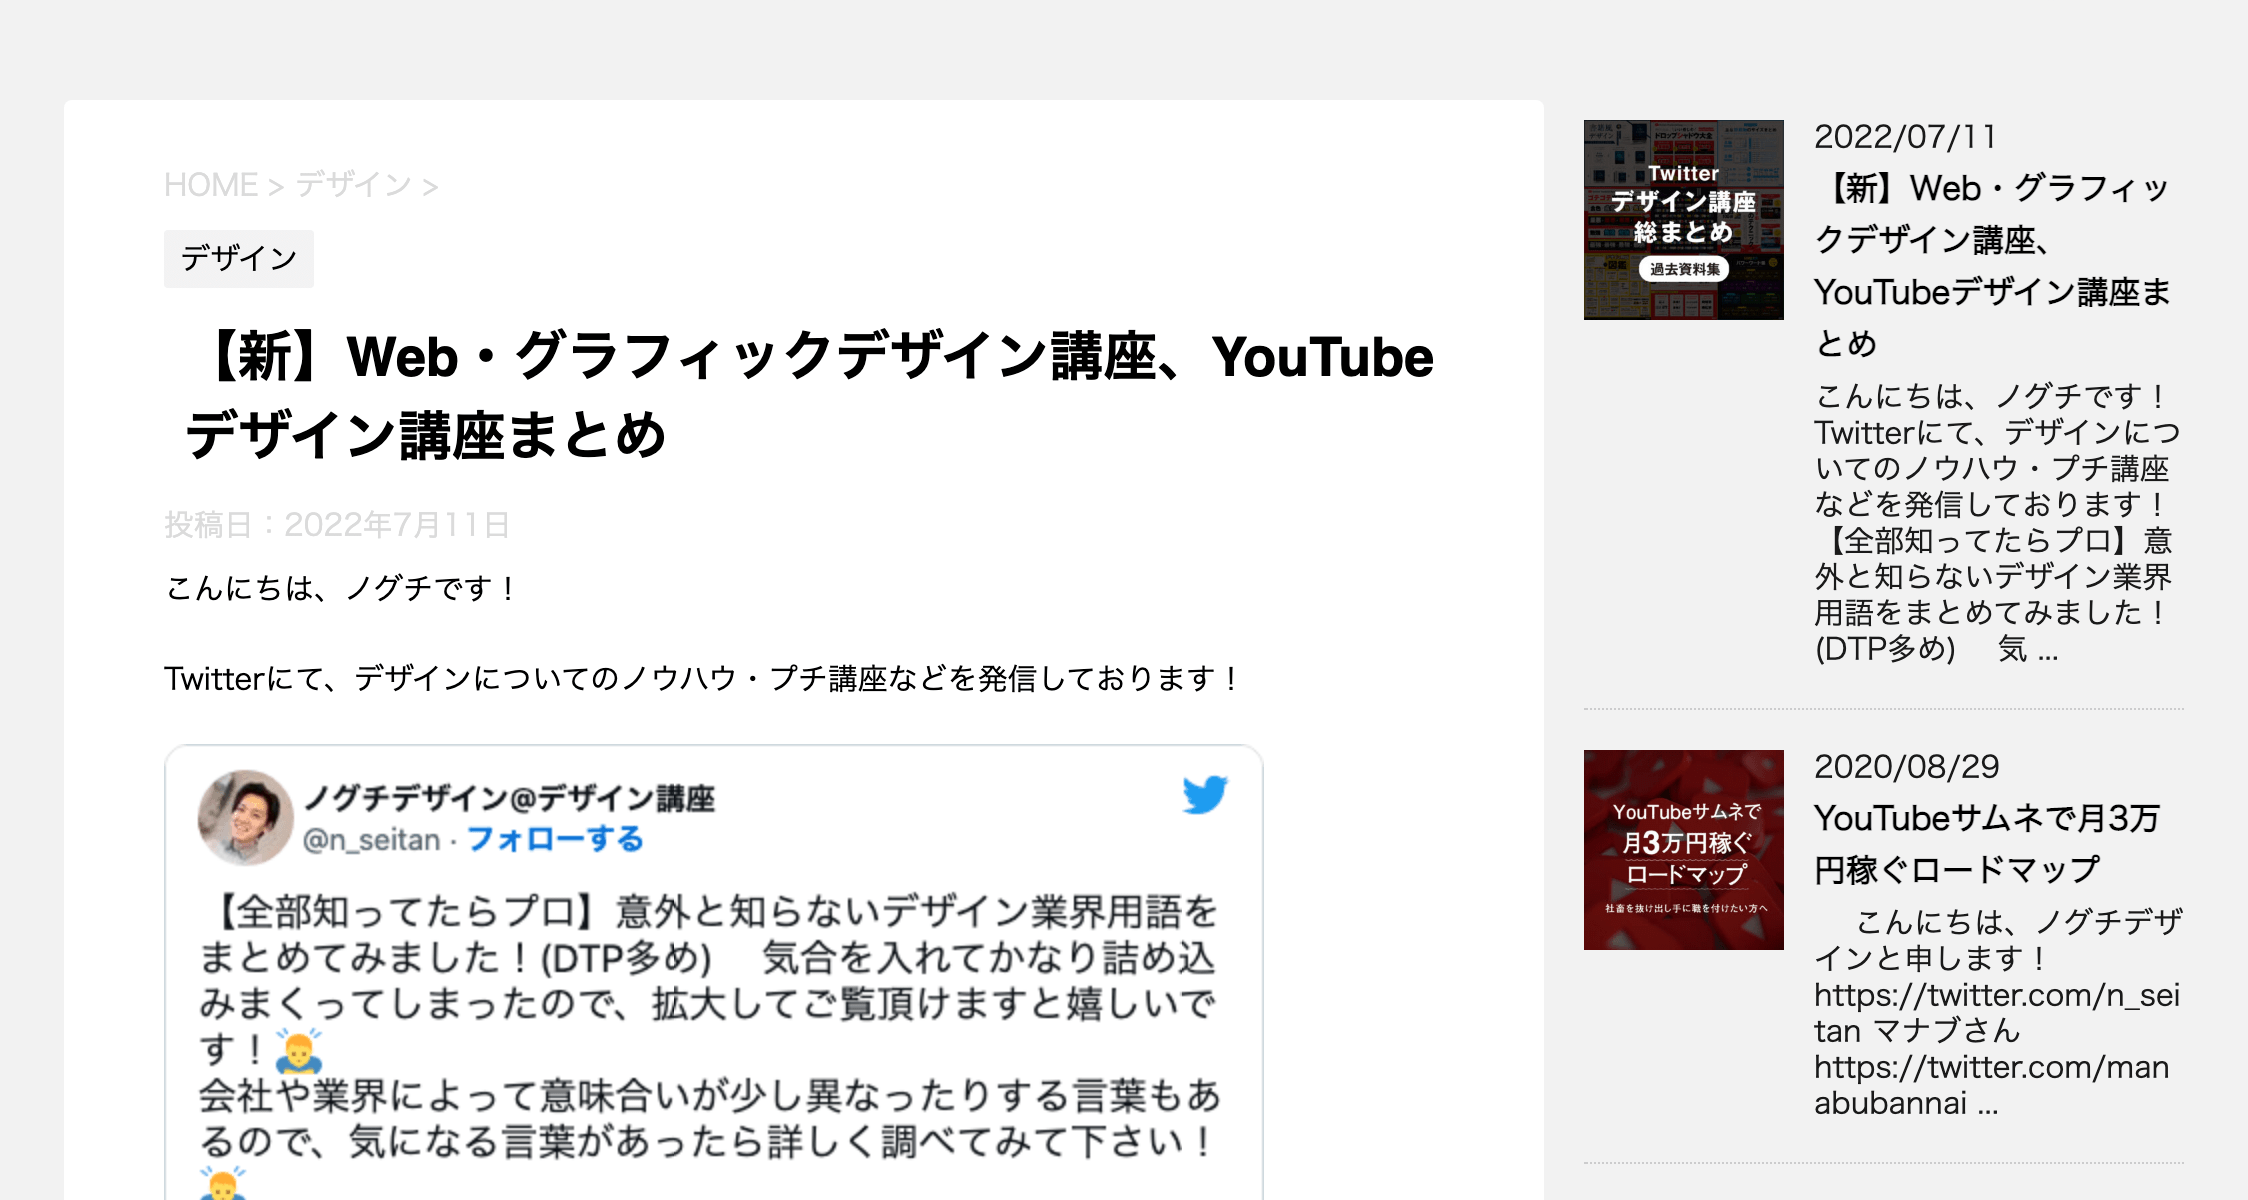 HOME > デザイン >
デザイン
【新】Web・グラフィックデザイン講座、YouTube
デザイン講座まとめ
投稿日：2022年7月11日
こんにちは、ノグチです！
Twitterにて、デザインについてのノウハウ・プチ講座などを発信しております！
ノグチデザイン@デザイン講座
@n_seitan · フォローする
【全部知ってたらプロ】意外と知らないデザイン業界用語を
まとめてみました！(DTP多め)　気合を入れてかなり詰め込
みまくってしまったので、拡大してご覧頂けますと嬉しいで
す！🙇‍♂️
会社や業界によって意味合いが少し異なったりする言葉もあ
るので、気になる言葉があったら詳しく調べてみて下さい！
Twitter
デザイン講座
総まとめ
過去資料集
2022/07/11
【新】Web・グラフィッ
クデザイン講座、
YouTubeデザイン講座ま
とめ
こんにちは、ノグチです！
Twitterにて、デザインにつ
いてのノウハウ・プチ講座
などを発信しております！
【全部知ってたらプロ】意
外と知らないデザイン業界
用語をまとめてみました！
(DTP多め)　気 ...
YouTubeサムネで
月3万円稼ぐ
ロードマップ
社畜を抜け出し手に職を付けたい方へ
2020/08/29
YouTubeサムネで月3万
円稼ぐロードマップ
こんにちは、ノグチデザ
インと申します！
https://twitter.com/n_sei
tan マナブさん
https://twitter.com/man
abubannai ...